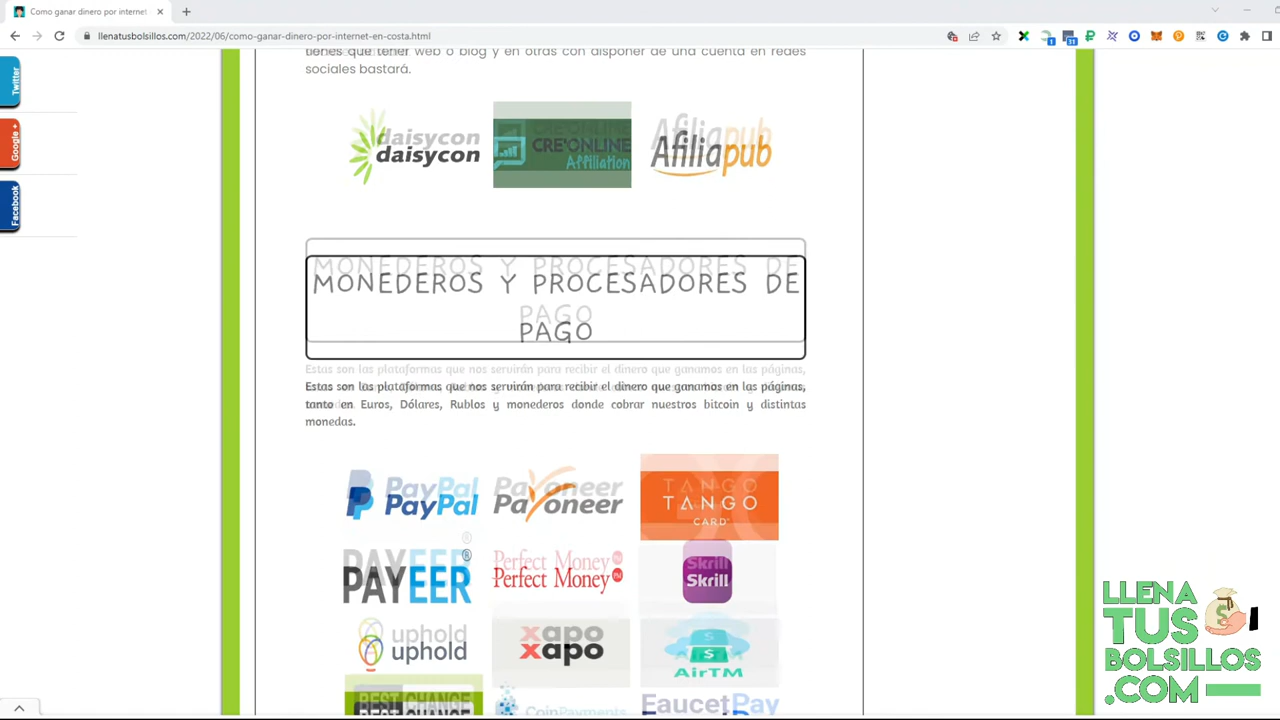 Como ganar dinero por internet
llenatusbolsillos.com/2022/06/como-ganar-dinero-por-internet-en-costa.html
tienes que tener web o blog y en otras con disponer de una cuenta en redes
sociales bastará.
Twitter
Google +
Facebook
daisycon
CRE*ONLINE
Affiliation
Afiliapub
MONEDEROS Y PROCESADORES DE
PAGO
Estas son las plataformas que nos servirán para recibir el dinero que ganamos en las páginas,
tanto en Euros, Dólares, Rublos y monederos donde cobrar nuestros bitcoin y distintas
monedas.
PayPal
Payoneer
TANGO
CARD
PAYEER
Perfect Money
Skrill
uphold
xapo
AirTM
BEST CHANGE
CoinPayments
FaucetPay
LLENA
TUS
BOLSILLOS
.COM